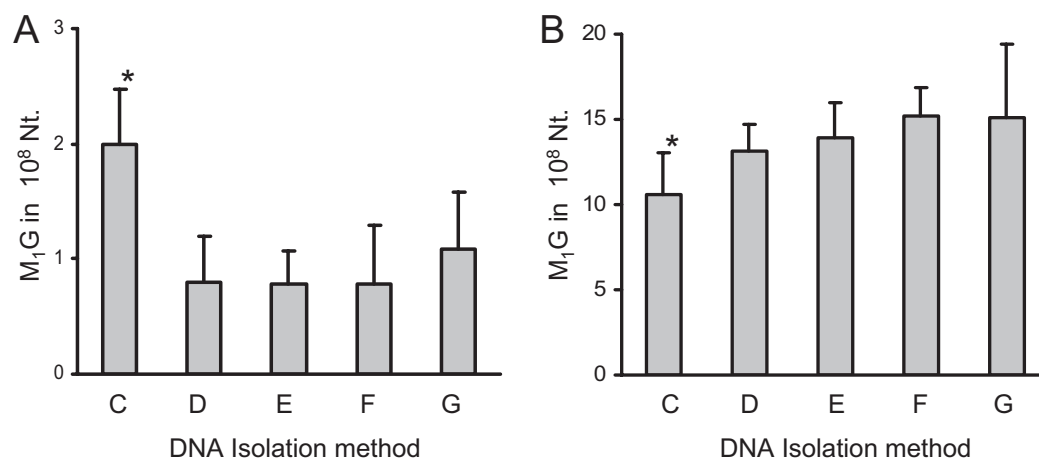 A
3
*
2
1
0
M₁G in 10⁸ Nt.
C D E F G
DNA Isolation method
B
20
15
*
10
5
0
M₁G in 10⁸ Nt.
C D E F G
DNA Isolation method